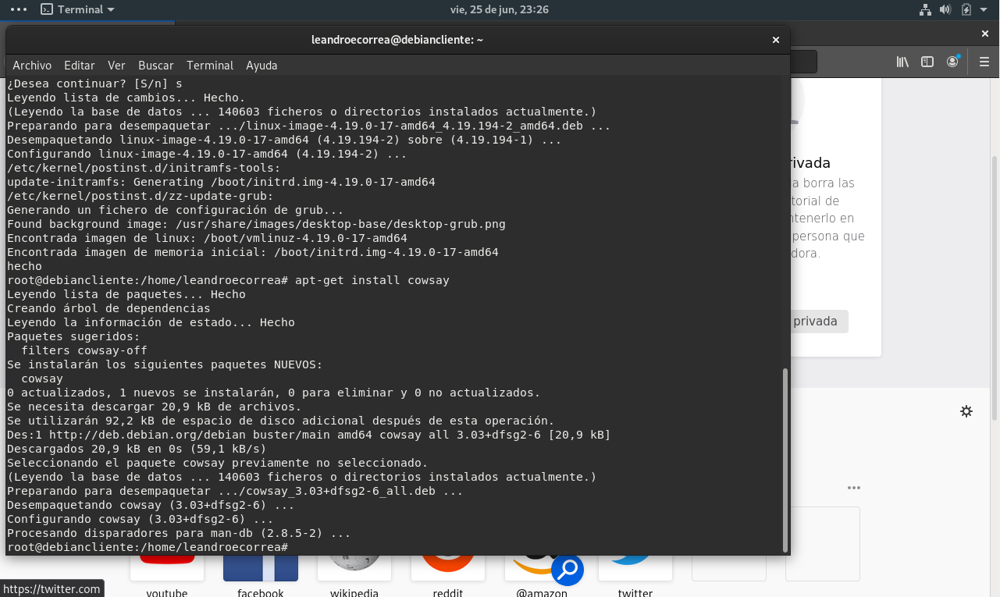 Terminal
vie, 25 de jun, 23:26
leandroecorrea@debiancliente: ~
Archivo Editar Ver Buscar Terminal Ayuda
¿Desea continuar? [S/n] s
Leyendo lista de cambios... Hecho.
(Leyendo la base de datos ... 140603 ficheros o directorios instalados actualmente.)
Preparando para desempaquetar .../linux-image-4.19.0-17-amd64_4.19.194-2_amd64.deb ...
Desempaquetando linux-image-4.19.0-17-amd64 (4.19.194-2) sobre (4.19.194-1) ...
Configurando linux-image-4.19.0-17-amd64 (4.19.194-2) ...
/etc/kernel/postinst.d/initramfs-tools:
update-initramfs: Generating /boot/initrd.img-4.19.0-17-amd64
/etc/kernel/postinst.d/zz-update-grub:
Generando un fichero de configuración de grub...
Found background image: /usr/share/images/desktop-base/desktop-grub.png
Encontrada imagen de linux: /boot/vmlinuz-4.19.0-17-amd64
Encontrada imagen de memoria inicial: /boot/initrd.img-4.19.0-17-amd64
hecho
root@debiancliente:/home/leandroecorrea# apt-get install cowsay
Leyendo lista de paquetes... Hecho
Creando árbol de dependencias
Leyendo la información de estado... Hecho
Paquetes sugeridos:
filters cowsay-off
Se instalarán los siguientes paquetes NUEVOS:
cowsay
0 actualizados, 1 nuevos se instalarán, 0 para eliminar y 0 no actualizados.
Se necesita descargar 20,9 kB de archivos.
Se utilizarán 92,2 kB de espacio de disco adicional después de esta operación.
Des:1 http://deb.debian.org/debian buster/main amd64 cowsay all 3.03+dfsg2-6 [20,9 kB]
Descargados 20,9 kB en 0s (59,1 kB/s)
Seleccionando el paquete cowsay previamente no seleccionado.
(Leyendo la base de datos ... 140603 ficheros o directorios instalados actualmente.)
Preparando para desempaquetar .../cowsay_3.03+dfsg2-6_all.deb ...
Desempaquetando cowsay (3.03+dfsg2-6) ...
Configurando cowsay (3.03+dfsg2-6) ...
Procesando disparadores para man-db (2.8.5-2) ...
root@debiancliente:/home/leandroecorrea#
ivada
a borra las
torial de
ntenerlo en
persona que
dora.
privada
youtube
facebook
wikipedia
reddit
@amazon
twitter
https://twitter.com